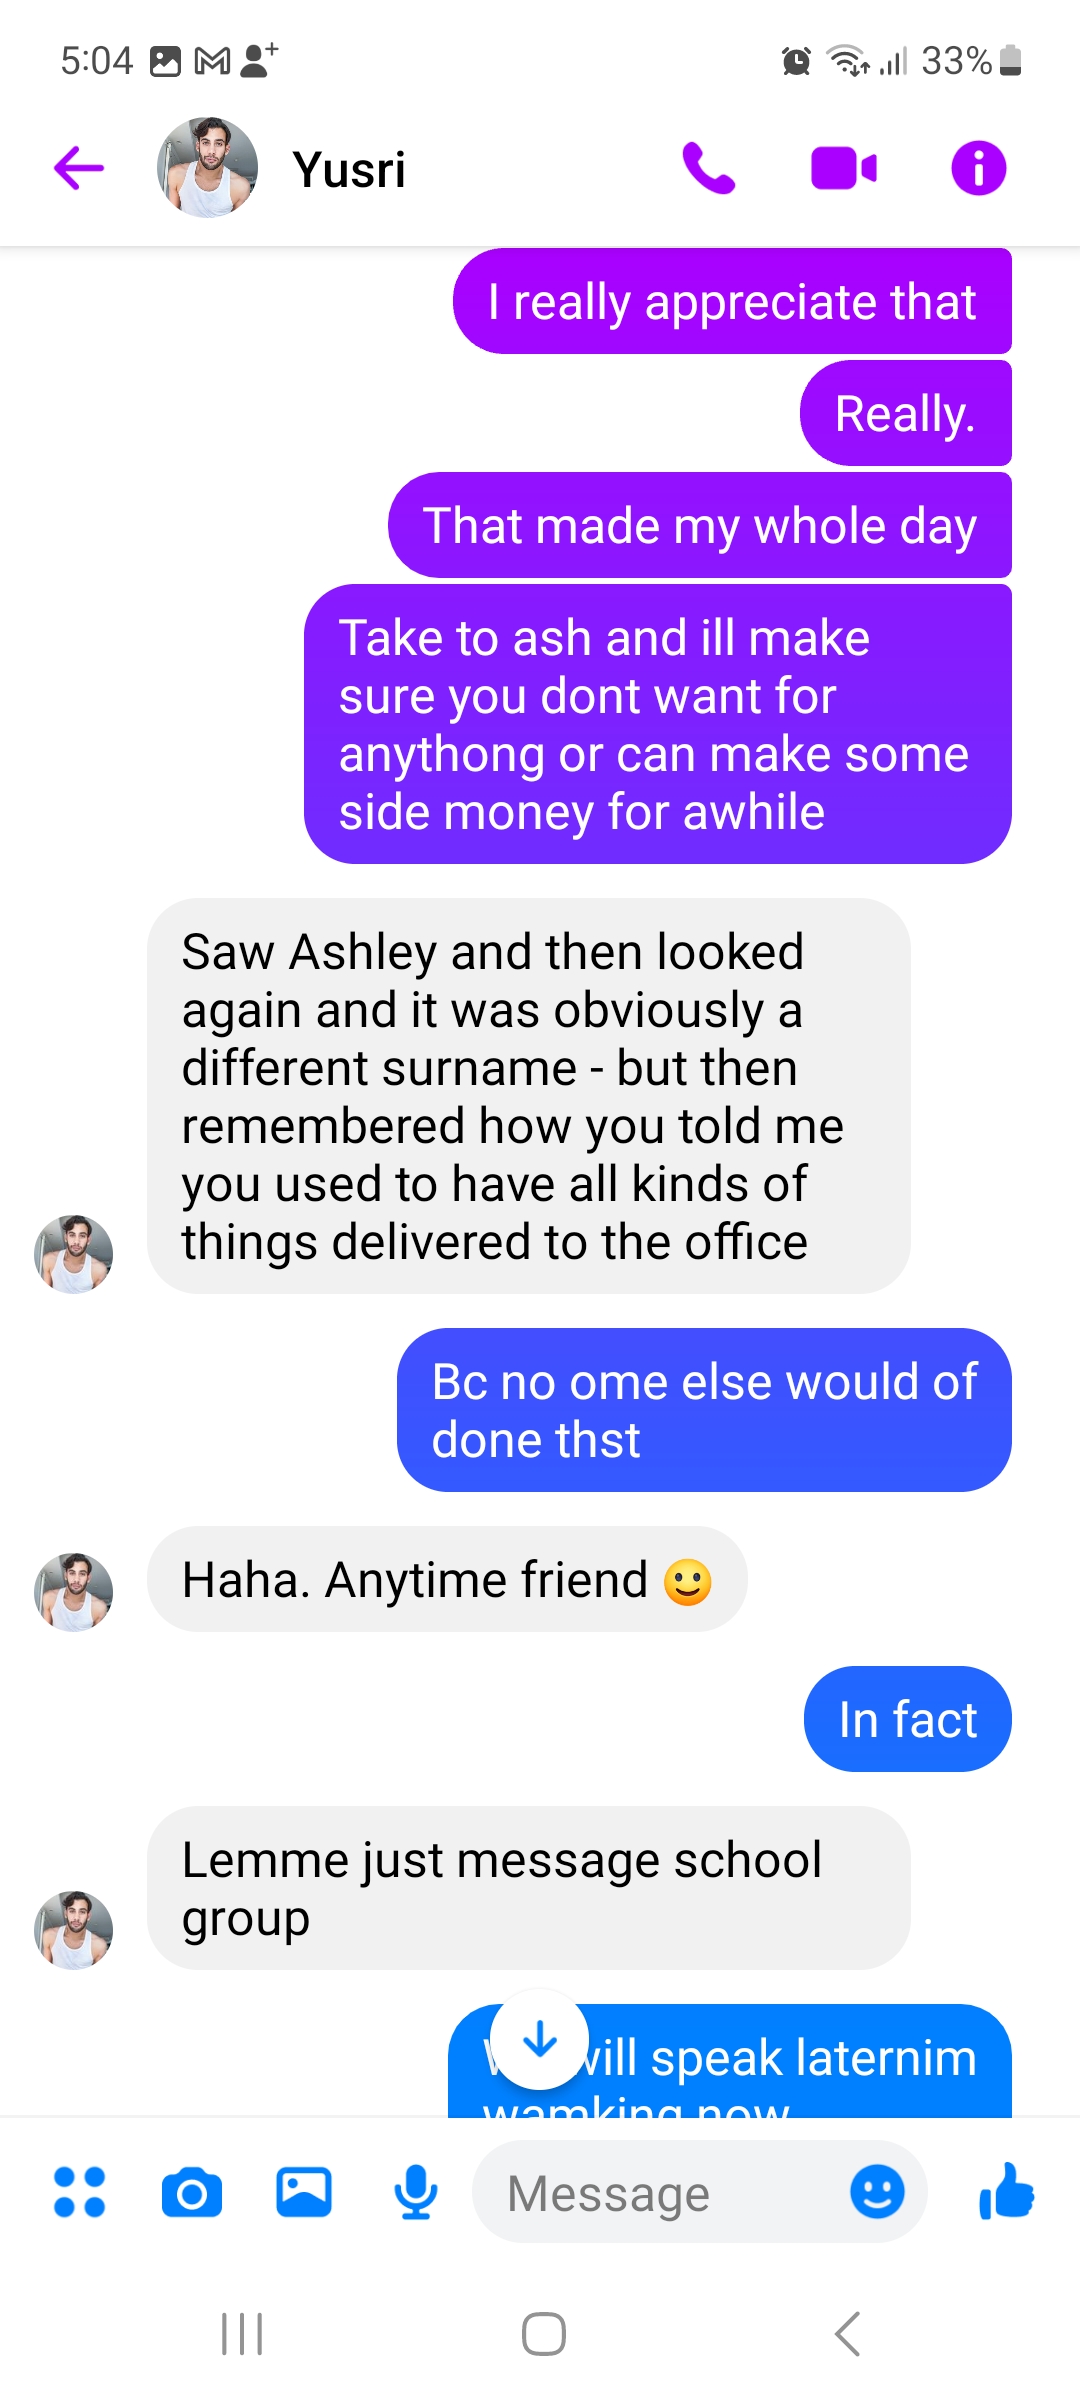 5:04
33%
Yusri
I really appreciate that
Really.
That made my whole day
Take to ash and ill make
sure you dont want for
anythong or can make some
side money for awhile
Saw Ashley and then looked
again and it was obviously a
different surname - but then
remembered how you told me
you used to have all kinds of
things delivered to the office
Bc no ome else would of
done thst
Haha. Anytime friend 🙂
In fact
Lemme just message school
group
will speak laternim
wamking now
Message